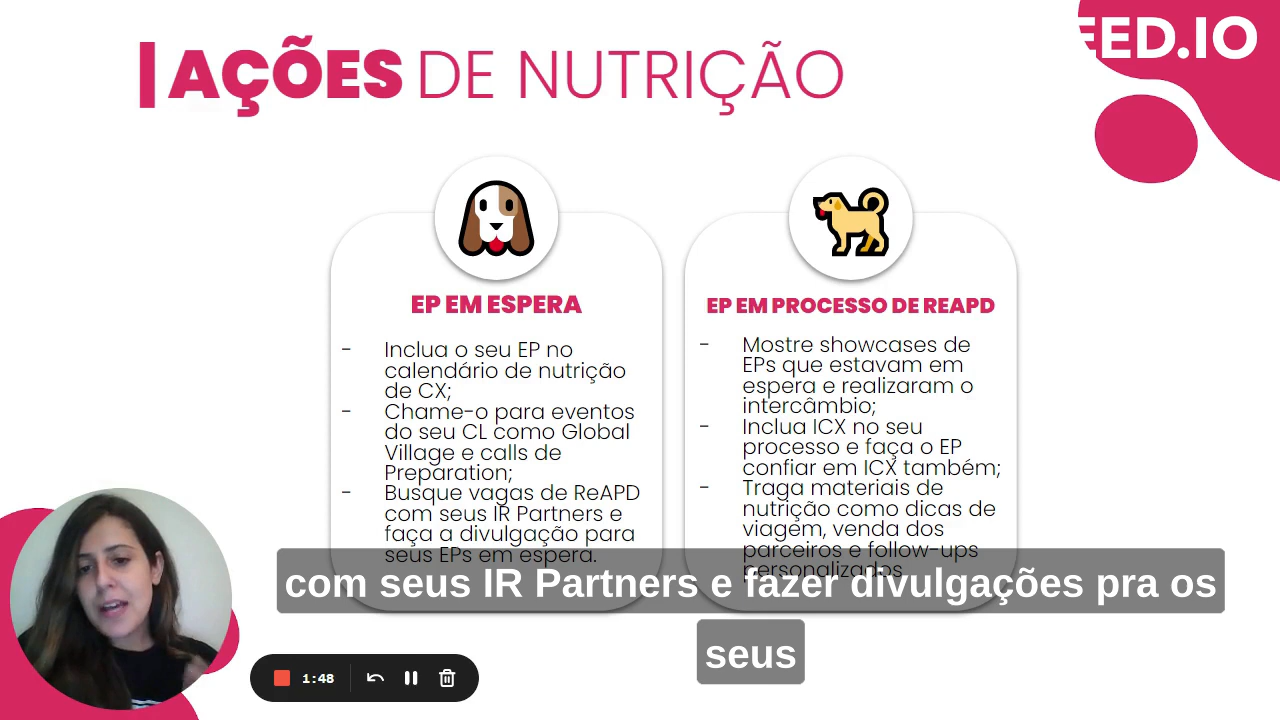 FED.IO
AÇÕES DE NUTRIÇÃO
EP EM ESPERA
- Inclua o seu EP no
calendário de nutrição
de CX;
- Chame-o para eventos
do seu CL como Global
Village e calls de
Preparation;
- Busque vagas de ReAPD
com seus IR Partners e
faça a divulgação para
seus EPs em espera.
EP EM PROCESSO DE REAPD
- Mostre showcases de
EPs que estavam em
espera e realizaram o
intercâmbio;
- Inclua ICX no seu
processo e faça o EP
confiar em ICX também;
- Traga materiais de
nutrição como dicas de
viagem, venda dos
parceiros e follow-ups
personalizados.
com seus IR Partners e fazer divulgações pra os
seus
1:48